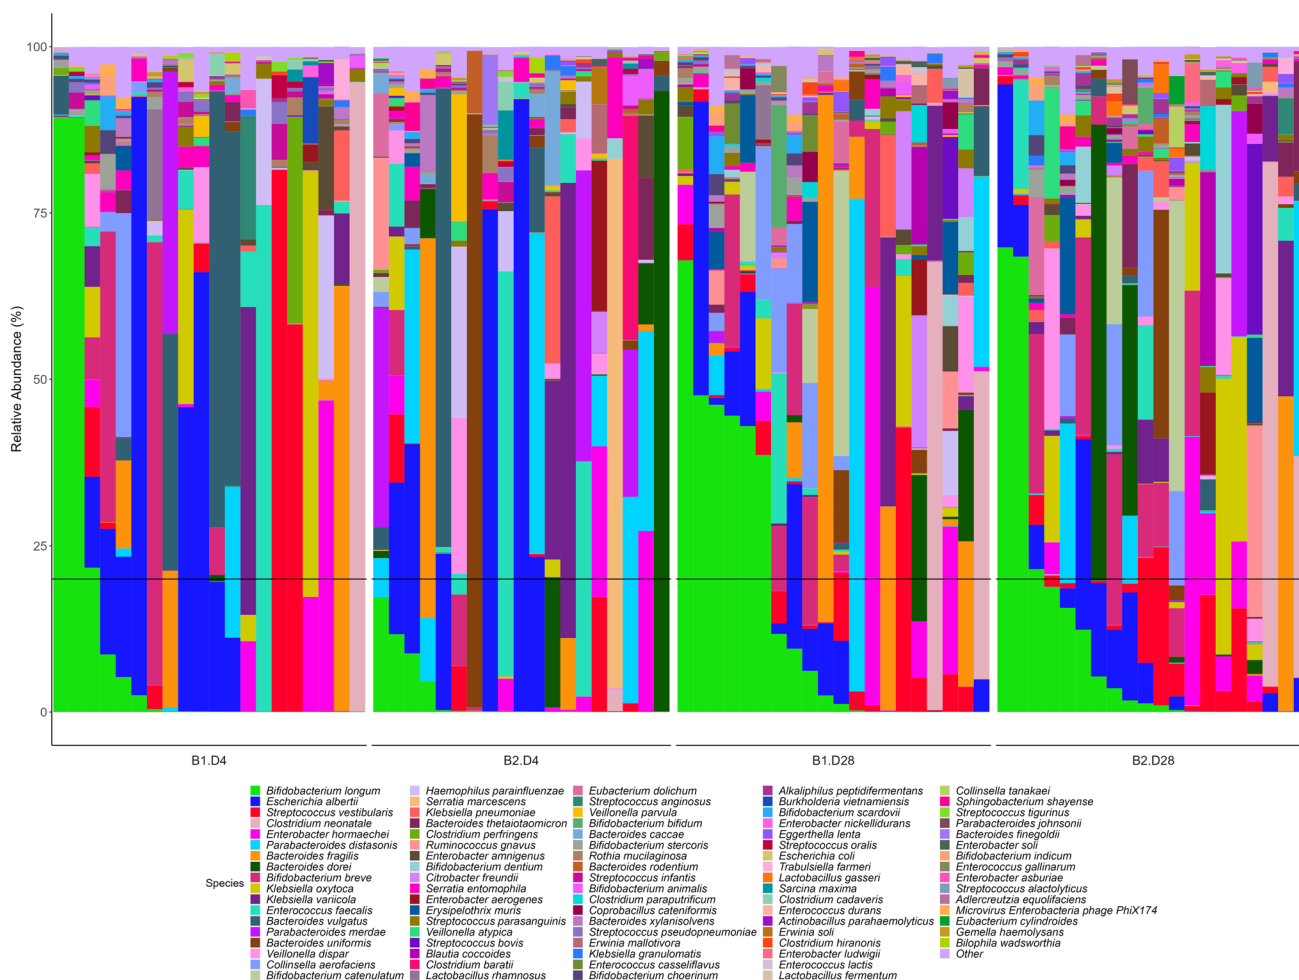 100
75
50
25
0
Relative Abundance (%)
B1.D4
B2.D4
B1.D28
B2.D28
Species
Bifidobacterium longum
Escherichia albertii
Streptococcus vestibularis
Clostridium neonatale
Enterobacter hormaechei
Parabacteroides distasonis
Bacteroides fragilis
Bacteroides dorei
Bifidobacterium breve
Klebsiella oxytoca
Klebsiella variicola
Enterococcus faecalis
Bacteroides vulgatus
Parabacteroides merdae
Bacteroides uniformis
Veillonella dispar
Collinsella aerofaciens
Bifidobacterium catenulatum
Haemophilus parainfluenzae
Serratia marcescens
Klebsiella pneumoniae
Bacteroides thetaiotaomicron
Clostridium perfringens
Ruminococcus gnavus
Enterobacter amnigenus
Bifidobacterium dentium
Citrobacter freundii
Serratia entomophila
Enterobacter aerogenes
Erysipelothrix muris
Streptococcus parasanguinis
Veillonella atypica
Streptococcus bovis
Blautia coccoides
Clostridium baratii
Lactobacillus rhamnosus
Eubacterium dolichum
Streptococcus anginosus
Veillonella parvula
Bifidobacterium bifidum
Bacteroides caccae
Bifidobacterium stercoris
Rothia mucilaginosa
Bacteroides rodentium
Streptococcus infantis
Bifidobacterium animalis
Clostridium paraputrificum
Coprobacillus cateniformis
Bacteroides xylanisolvens
Streptococcus pseudopneumoniae
Erwinia mallotivora
Klebsiella granulomatis
Enterococcus casseliflavus
Bifidobacterium choerinum
Alkaliphilus peptidifermentans
Burkholderia vietnamiensis
Bifidobacterium scardovii
Enterobacter nickellidurans
Eggerthella lenta
Streptococcus oralis
Escherichia coli
Trabulsiella farmeri
Lactobacillus gasseri
Sarcina maxima
Clostridium cadaveris
Enterococcus durans
Actinobacillus parahaemolyticus
Erwinia soli
Clostridium hiranonis
Enterobacter ludwigii
Enterococcus lactis
Lactobacillus fermentum
Collinsella tanakaei
Sphingobacterium shayense
Streptococcus tigurinus
Parabacteroides johnsonii
Bacteroides finegoldii
Enterobacter soli
Bifidobacterium indicum
Enterococcus gallinarum
Enterobacter asburiae
Streptococcus alactolyticus
Adlercreutzia equolifaciens
Microvirus Enterobacteria phage PhiX174
Eubacterium cylindroides
Gemella haemolysans
Bilophila wadsworthia
Other